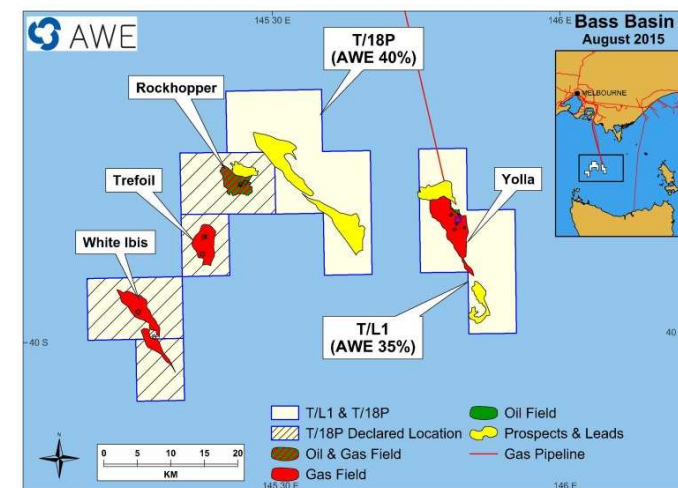 AWE
145 30 E
146 E
Bass Basin
August 2015
T/18P
(AWE 40%)
Rockhopper
MELBOURNE
Trefoil
Yolla
White Ibis
40 S
40
T/L1
(AWE 35%)
T/L1 & T/18P
T/18P Declared Location
Oil & Gas Field
Gas Field
Oil Field
Prospects & Leads
Gas Pipeline
N
0 5 10 15 20
KM
145 30 E
146 E